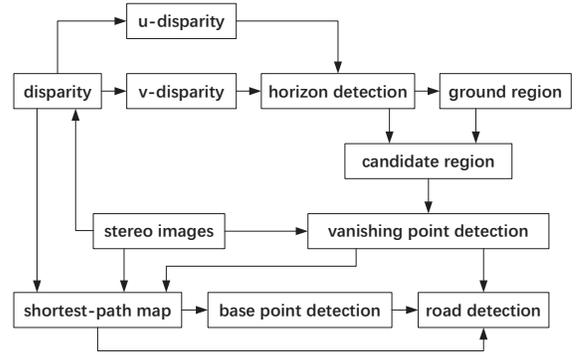 u-disparity
disparity
v-disparity
horizon detection
ground region
candidate region
stereo images
vanishing point detection
shortest-path map
base point detection
road detection